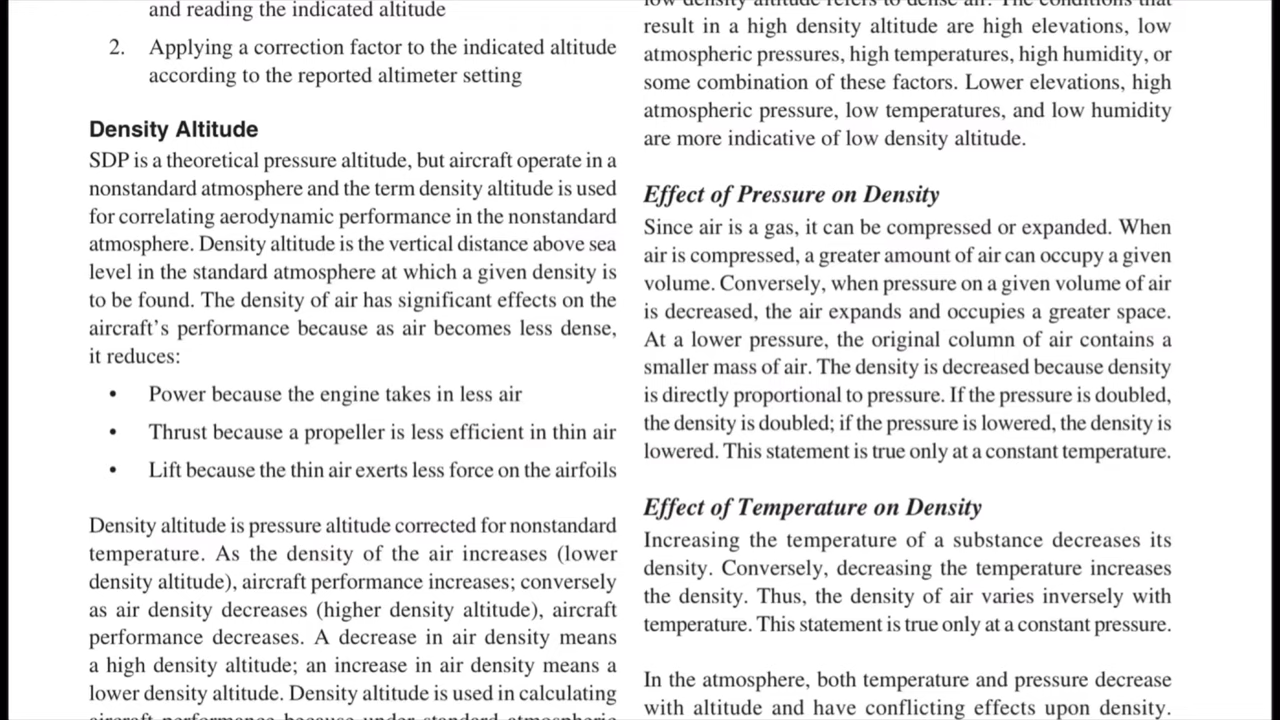 and reading the indicated altitude
2. Applying a correction factor to the indicated altitude
according to the reported altimeter setting
Density Altitude
SDP is a theoretical pressure altitude, but aircraft operate in a
nonstandard atmosphere and the term density altitude is used
for correlating aerodynamic performance in the nonstandard
atmosphere. Density altitude is the vertical distance above sea
level in the standard atmosphere at which a given density is
to be found. The density of air has significant effects on the
aircraft's performance because as air becomes less dense,
it reduces:
• Power because the engine takes in less air
• Thrust because a propeller is less efficient in thin air
• Lift because the thin air exerts less force on the airfoils
Density altitude is pressure altitude corrected for nonstandard
temperature. As the density of the air increases (lower
density altitude), aircraft performance increases; conversely
as air density decreases (higher density altitude), aircraft
performance decreases. A decrease in air density means
a high density altitude; an increase in air density means a
lower density altitude. Density altitude is used in calculating
aircraft performance because under standard atmospheric
low density altitude refers to dense air. The conditions that
result in a high density altitude are high elevations, low
atmospheric pressures, high temperatures, high humidity, or
some combination of these factors. Lower elevations, high
atmospheric pressure, low temperatures, and low humidity
are more indicative of low density altitude.
Effect of Pressure on Density
Since air is a gas, it can be compressed or expanded. When
air is compressed, a greater amount of air can occupy a given
volume. Conversely, when pressure on a given volume of air
is decreased, the air expands and occupies a greater space.
At a lower pressure, the original column of air contains a
smaller mass of air. The density is decreased because density
is directly proportional to pressure. If the pressure is doubled,
the density is doubled; if the pressure is lowered, the density is
lowered. This statement is true only at a constant temperature.
Effect of Temperature on Density
Increasing the temperature of a substance decreases its
density. Conversely, decreasing the temperature increases
the density. Thus, the density of air varies inversely with
temperature. This statement is true only at a constant pressure.
In the atmosphere, both temperature and pressure decrease
with altitude and have conflicting effects upon density.